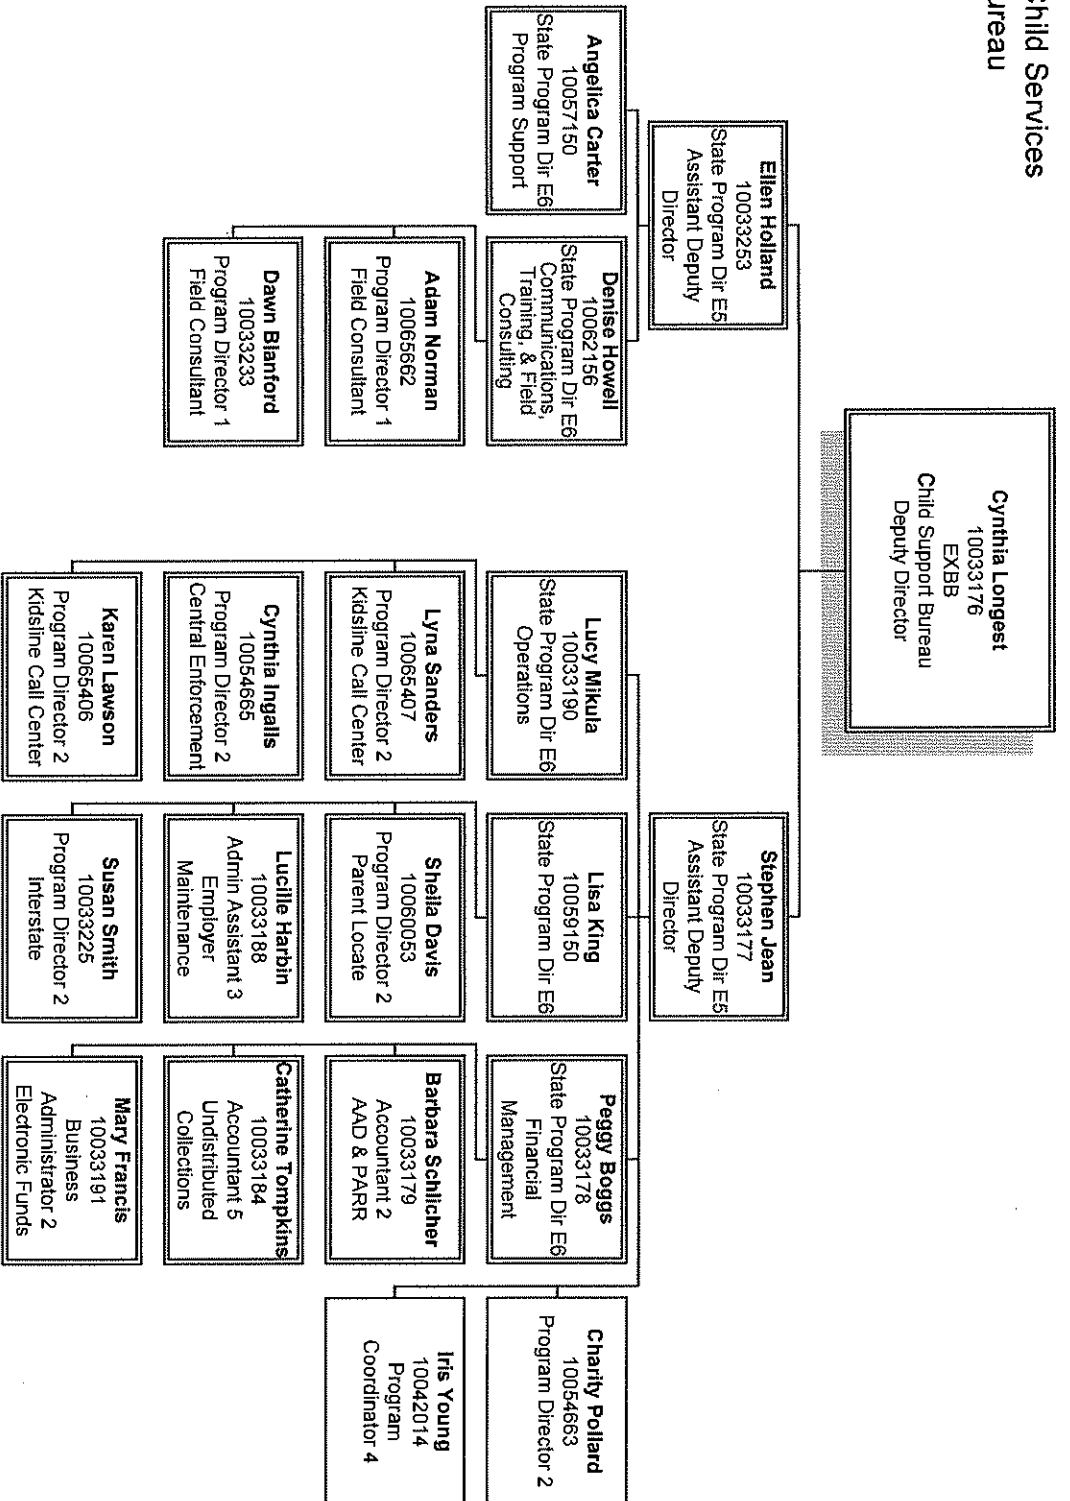 Child Services
ureau
Cynthia Longest
10033176
EXBB
Child Support Bureau
Deputy Director
Ellen Holland
10033253
State Program Dir E5
Assistant Deputy
Director
Stephen Jean
10033177
State Program Dir E5
Assistant Deputy
Director
Angelica Carter
10057150
State Program Dir E6
Program Support
Denise Howell
10062156
State Program Dir E6
Communications,
Training, & Field
Consulting
Lucy Mikula
10033190
State Program Dir E6
Operations
Lisa King
10059150
State Program Dir E6
Peggy Boggs
10033178
State Program Dir E6
Financial
Management
Charity Pollard
10054663
Program Director 2
Adam Norman
10065662
Program Director 1
Field Consultant
Lyna Sanders
10065407
Program Director 2
Kidsline Call Center
Sheila Davis
10060053
Program Director 2
Parent Locate
Barbara Schlicher
10033179
Accountant 2
AAD & PARR
Iris Young
10042014
Program
Coordinator 4
Dawn Blanford
10033233
Program Director 1
Field Consultant
Cynthia Ingalls
10054665
Program Director 2
Central Enforcement
Lucille Harbin
10033188
Admin Assistant 3
Employer
Maintenance
Catherine Tompkins
10033184
Accountant 5
Undistributed
Collections
Karen Lawson
10065406
Program Director 2
Kidsline Call Center
Susan Smith
10033225
Program Director 2
Interstate
Mary Francis
10033191
Business
Administrator 2
Electronic Funds